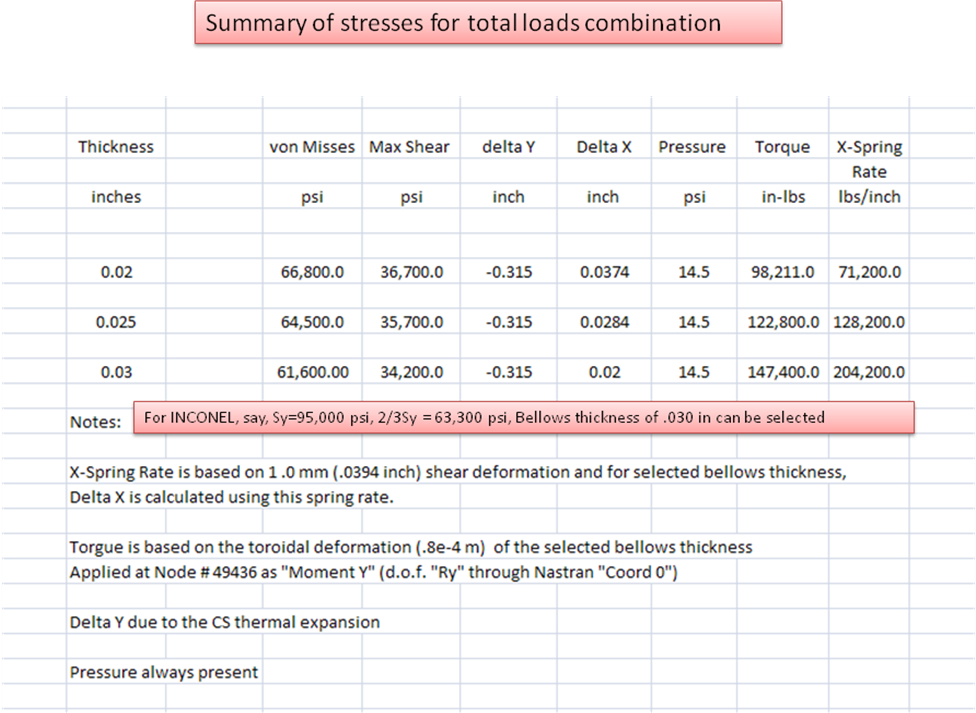 Summary of stresses for total loads combination
Thickness von Misses Max Shear delta Y Delta X Pressure Torque X-Spring
Rate
inches psi psi inch inch psi in-lbs lbs/inch
0.02 66,800.0 36,700.0 -0.315 0.0374 14.5 98,211.0 71,200.0
0.025 64,500.0 35,700.0 -0.315 0.0284 14.5 122,800.0 128,200.0
0.03 61,600.00 34,200.0 -0.315 0.02 14.5 147,400.0 204,200.0
Notes: For INCONEL, say, Sy=95,000 psi, 2/3Sy = 63,300 psi, Bellows thickness of .030 in can be selected
X-Spring Rate is based on 1 .0 mm (.0394 inch) shear deformation and for selected bellows thickness,
Delta X is calculated using this spring rate.
Torgue is based on the toroidal deformation (.8e-4 m) of the selected bellows thickness
Applied at Node # 49436 as "Moment Y" (d.o.f. "Ry" through Nastran "Coord 0")
Delta Y due to the CS thermal expansion
Pressure always present